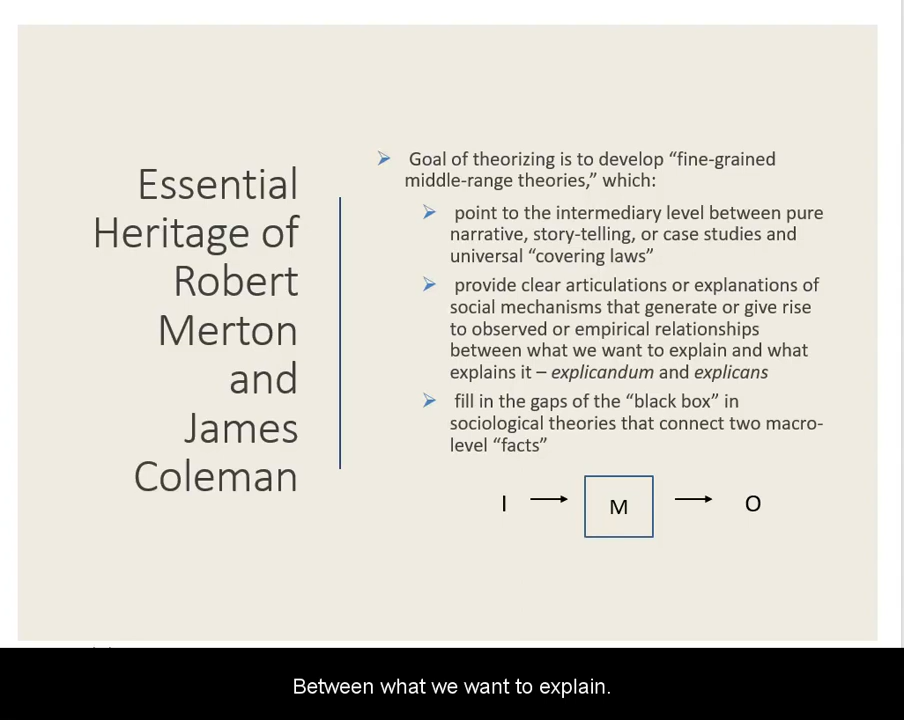 Essential
Heritage of
Robert
Merton
and
James
Coleman
Goal of theorizing is to develop “fine-grained
middle-range theories,” which:
point to the intermediary level between pure
narrative, story-telling, or case studies and
universal “covering laws”
provide clear articulations or explanations of
social mechanisms that generate or give rise
to observed or empirical relationships
between what we want to explain and what
explains it – explicandum and explicans
fill in the gaps of the “black box” in
sociological theories that connect two macro-
level “facts”
I → M → O
Between what we want to explain.